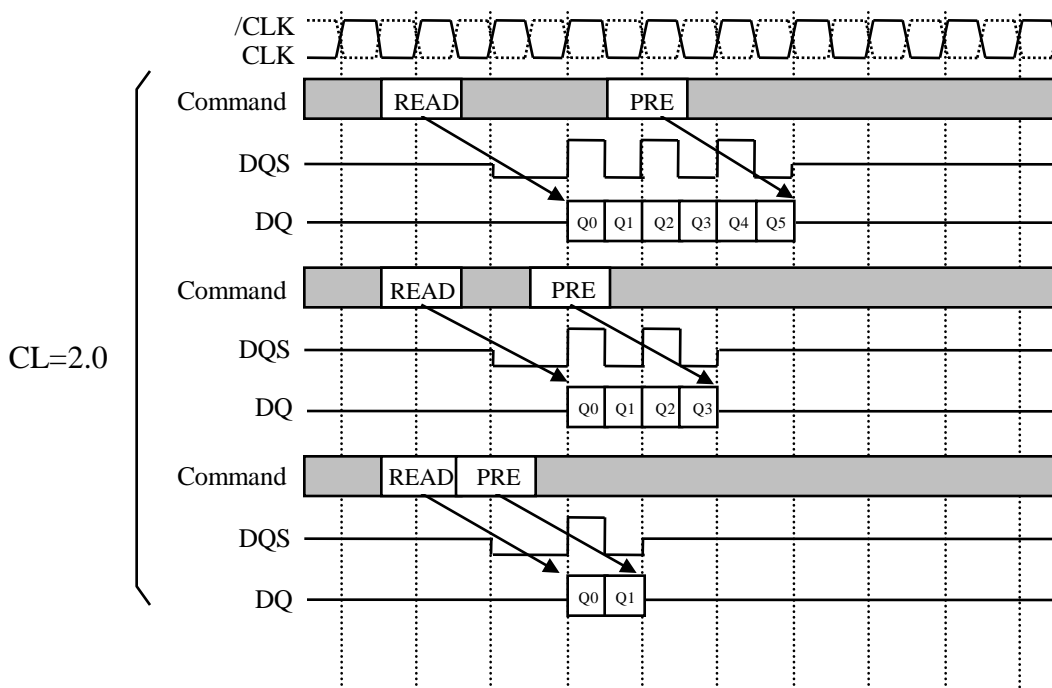 /CLK
CLK
Command READ PRE
DQS
DQ Q0 Q1 Q2 Q3 Q4 Q5
Command READ PRE
CL=2.0
DQS
DQ Q0 Q1 Q2 Q3
Command READ PRE
DQS
DQ Q0 Q1